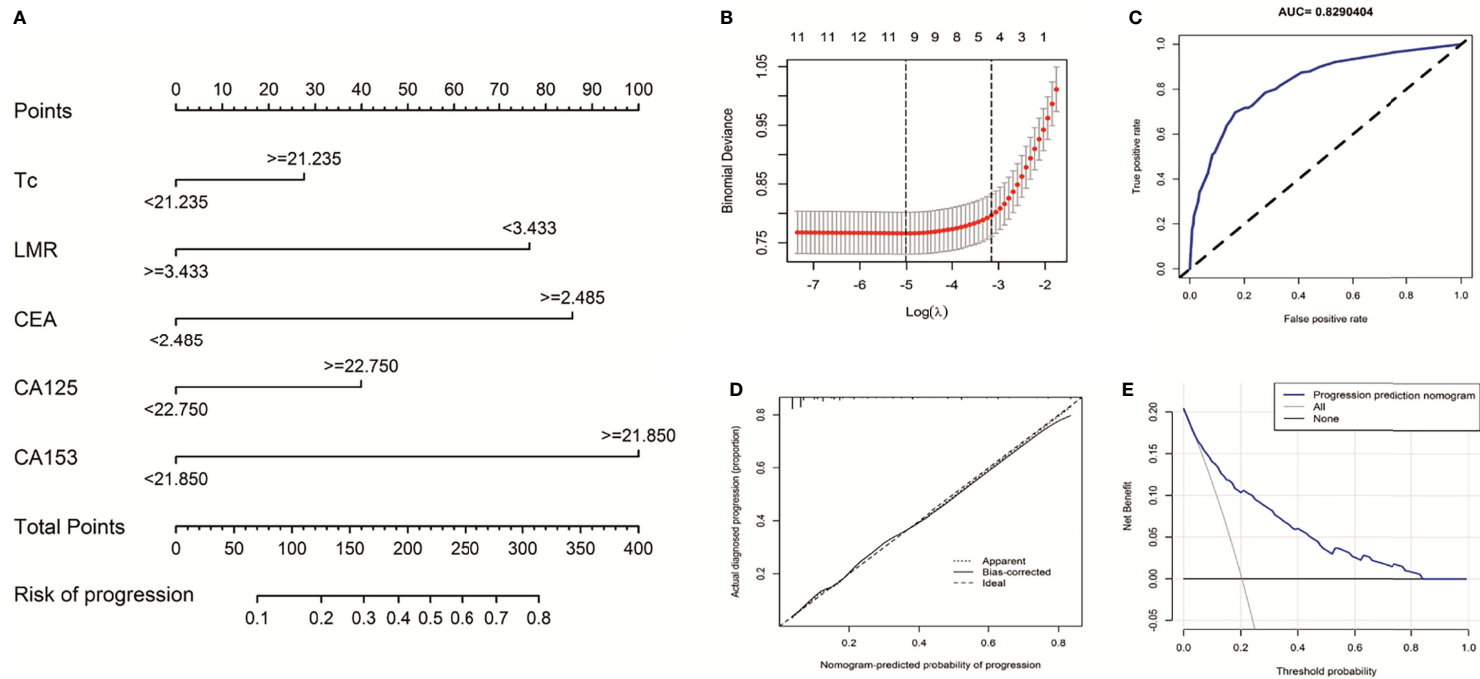 A
Points
0 10 20 30 40 50 60 70 80 90 100
Tc
>=21.235
<21.235
LMR
<3.433
>=3.433
CEA
>=2.485
<2.485
CA125
>=22.750
<22.750
CA153
>=21.850
<21.850
Total Points
0 50 100 150 200 250 300 350 400
Risk of progression
0.1 0.2 0.3 0.4 0.5 0.6 0.7 0.8
B
11 11 12 11 9 9 8 5 4 3 1
Binomial Deviance
1.05
0.95
0.85
0.75
-7 -6 -5 -4 -3 -2
Log(λ)
C
AUC= 0.8290404
True positive rate
1.0
0.8
0.6
0.4
0.2
0.0
0.0 0.2 0.4 0.6 0.8 1.0
False positive rate
D
Actual diagnosed progression (proportion)
0.8
0.6
0.4
0.2
Apparent
Bias-corrected
Ideal
0.2 0.4 0.6 0.8
Nomogram-predicted probability of progression
E
Progression prediction nomogram
All
None
Net Benefit
0.20
0.15
0.10
0.05
0.00
-0.05
0.0 0.2 0.4 0.6 0.8 1.0
Threshold probability